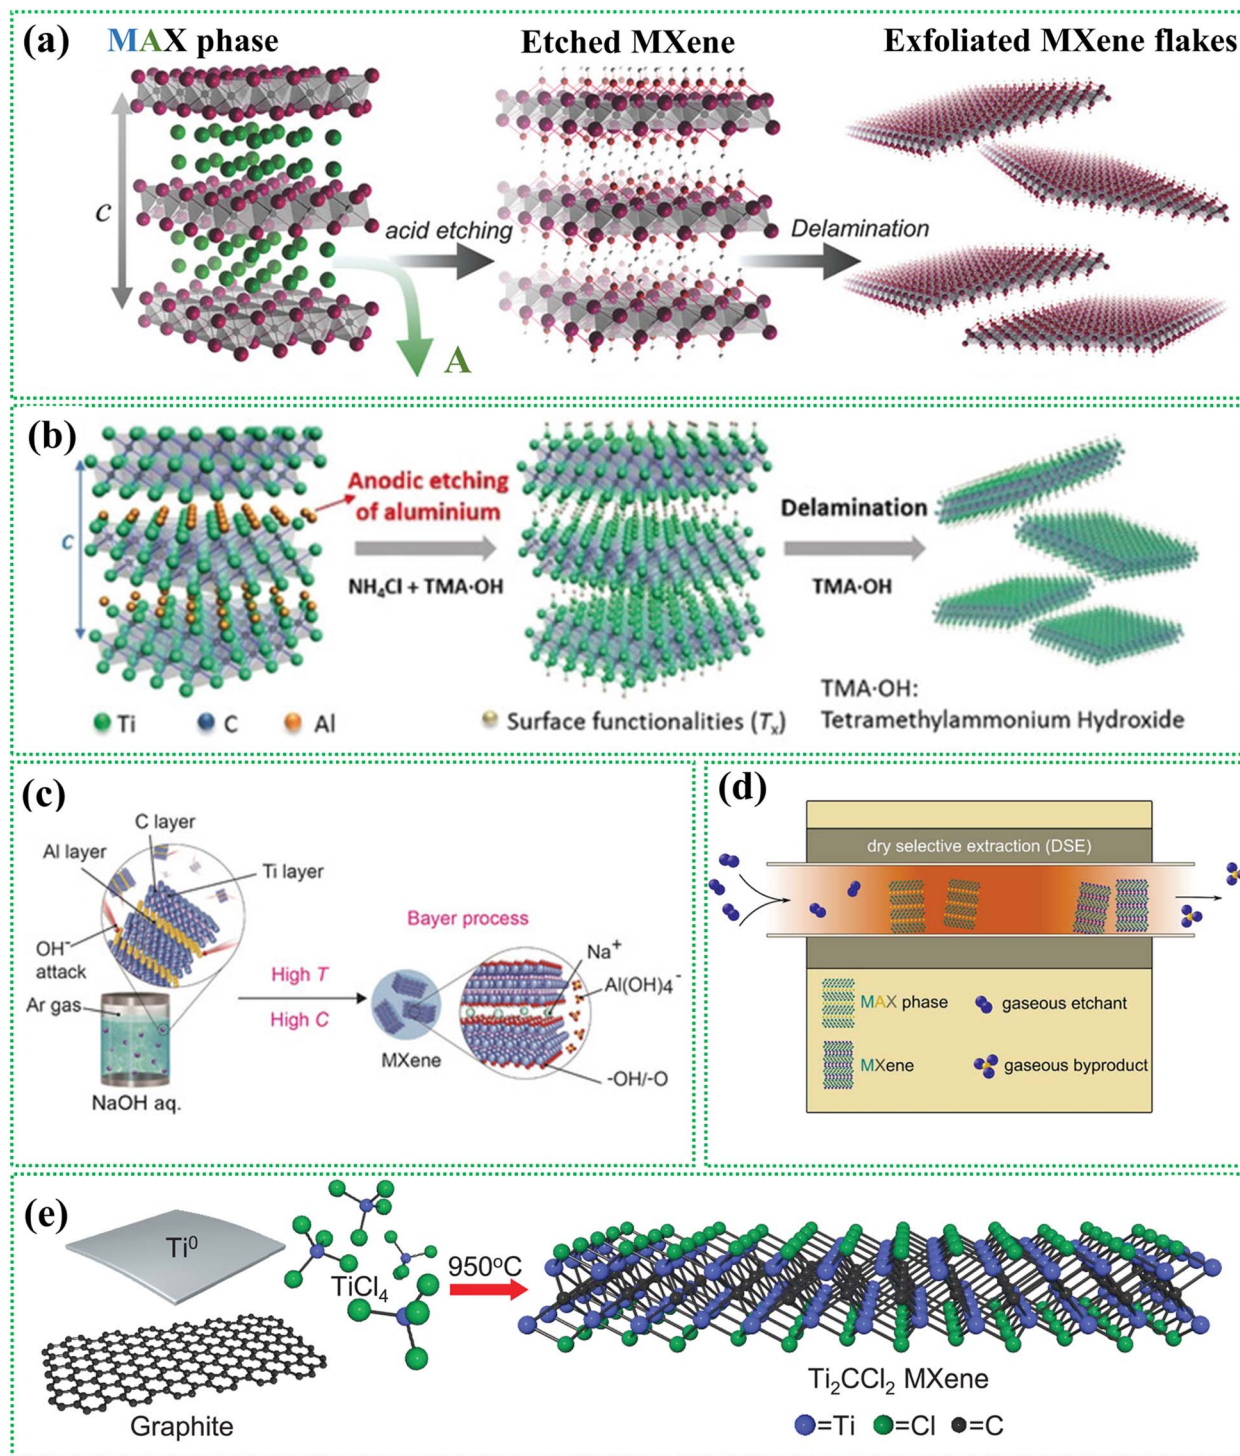 (a)
MAX phase
Etched MXene
Exfoliated MXene flakes
c
acid etching
Delamination
A
(b)
c
Anodic etching
of aluminium
NH₄Cl + TMA·OH
Delamination
TMA·OH
Ti
C
Al
Surface functionalities (Tₓ)
TMA·OH:
Tetramethylammonium Hydroxide
(c)
C layer
Al layer
Ti layer
OH⁻
attack
Ar gas
NaOH aq.
High T
High C
Bayer process
MXene
Na⁺
Al(OH)₄⁻
-OH/-O
(d)
dry selective extraction (DSE)
MAX phase
gaseous etchant
MXene
gaseous byproduct
(e)
Ti⁰
TiCl₄
Graphite
950°C
Ti₂CCl₂ MXene
=Ti
=Cl
=C